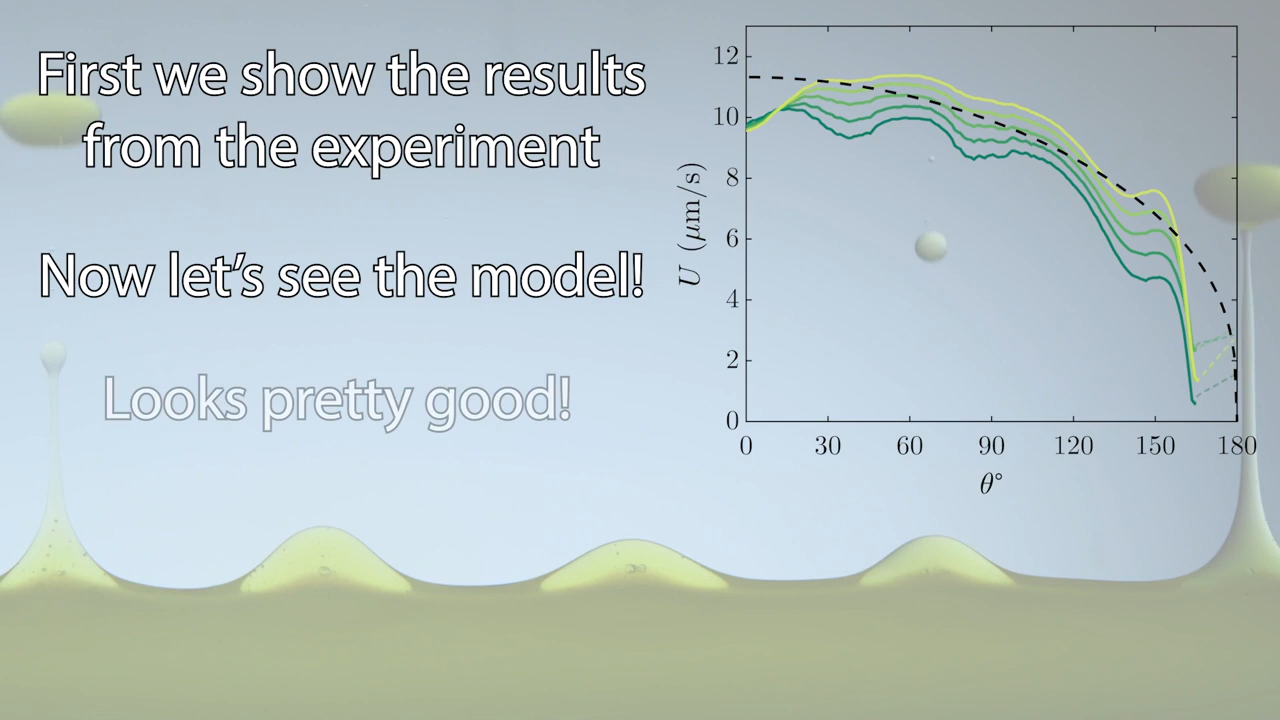 First we show the results
from the experiment
Now let's see the model!
Looks pretty good!
U (μm/s)
12
10
8
6
4
2
0
0 30 60 90 120 150 180
θ°